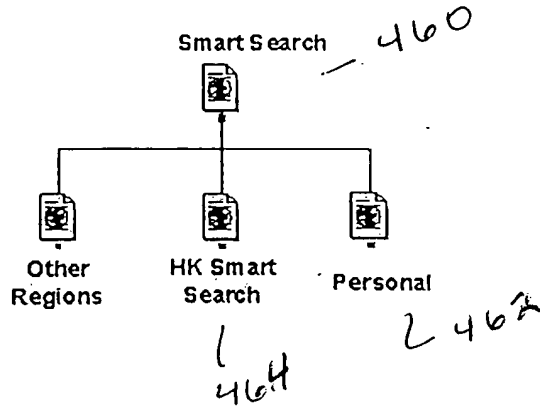 Smart Search
460
Other
Regions
HK Smart
Search
Personal
462
464